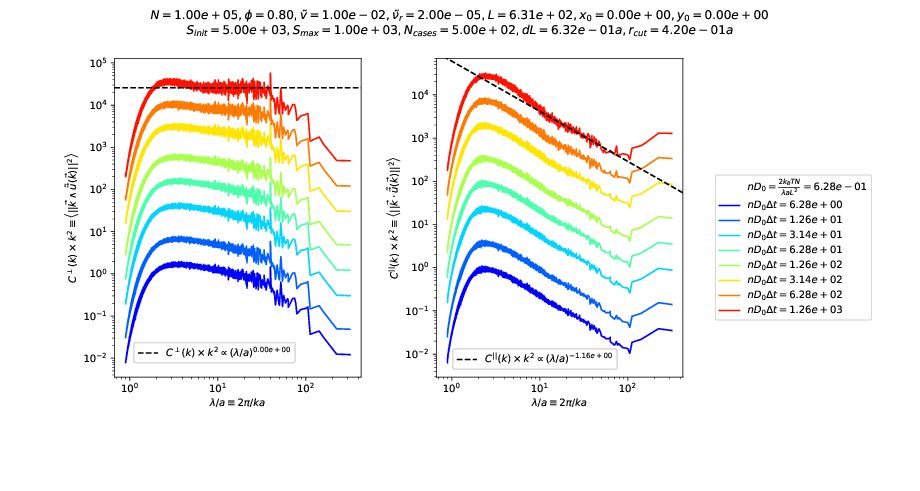 N = 1.00e + 05, ϕ = 0.80, ṽ = 1.00e − 02, ṽ_r = 2.00e − 05, L = 6.31e + 02, x_0 = 0.00e + 00, y_0 = 0.00e + 00
S_init = 5.00e + 03, S_max = 1.00e + 03, N_cases = 5.00e + 02, dL = 6.32e − 01a, r_cut = 4.20e − 01a
C^⊥(k) × k^2 ≡ ⟨||k⃗ ∧ ũ⃗(k⃗)||^2⟩
10^5
10^4
10^3
10^2
10^1
10^0
10^−1
10^−2
C^⊥(k) × k^2 ∝ (λ/a)^0.00e+00
10^0 10^1 10^2
λ/a ≡ 2π/ka
C^||(k) × k^2 ≡ ⟨||k⃗ · ũ⃗(k⃗)||^2⟩
10^4
10^3
10^2
10^1
10^0
10^−1
10^−2
C^||(k) × k^2 ∝ (λ/a)^−1.16e+00
10^0 10^1 10^2
λ/a ≡ 2π/ka
nD_0 = 2k_BTN/λaL^2 = 6.28e − 01
nD_0Δt = 6.28e + 00
nD_0Δt = 1.26e + 01
nD_0Δt = 3.14e + 01
nD_0Δt = 6.28e + 01
nD_0Δt = 1.26e + 02
nD_0Δt = 3.14e + 02
nD_0Δt = 6.28e + 02
nD_0Δt = 1.26e + 03